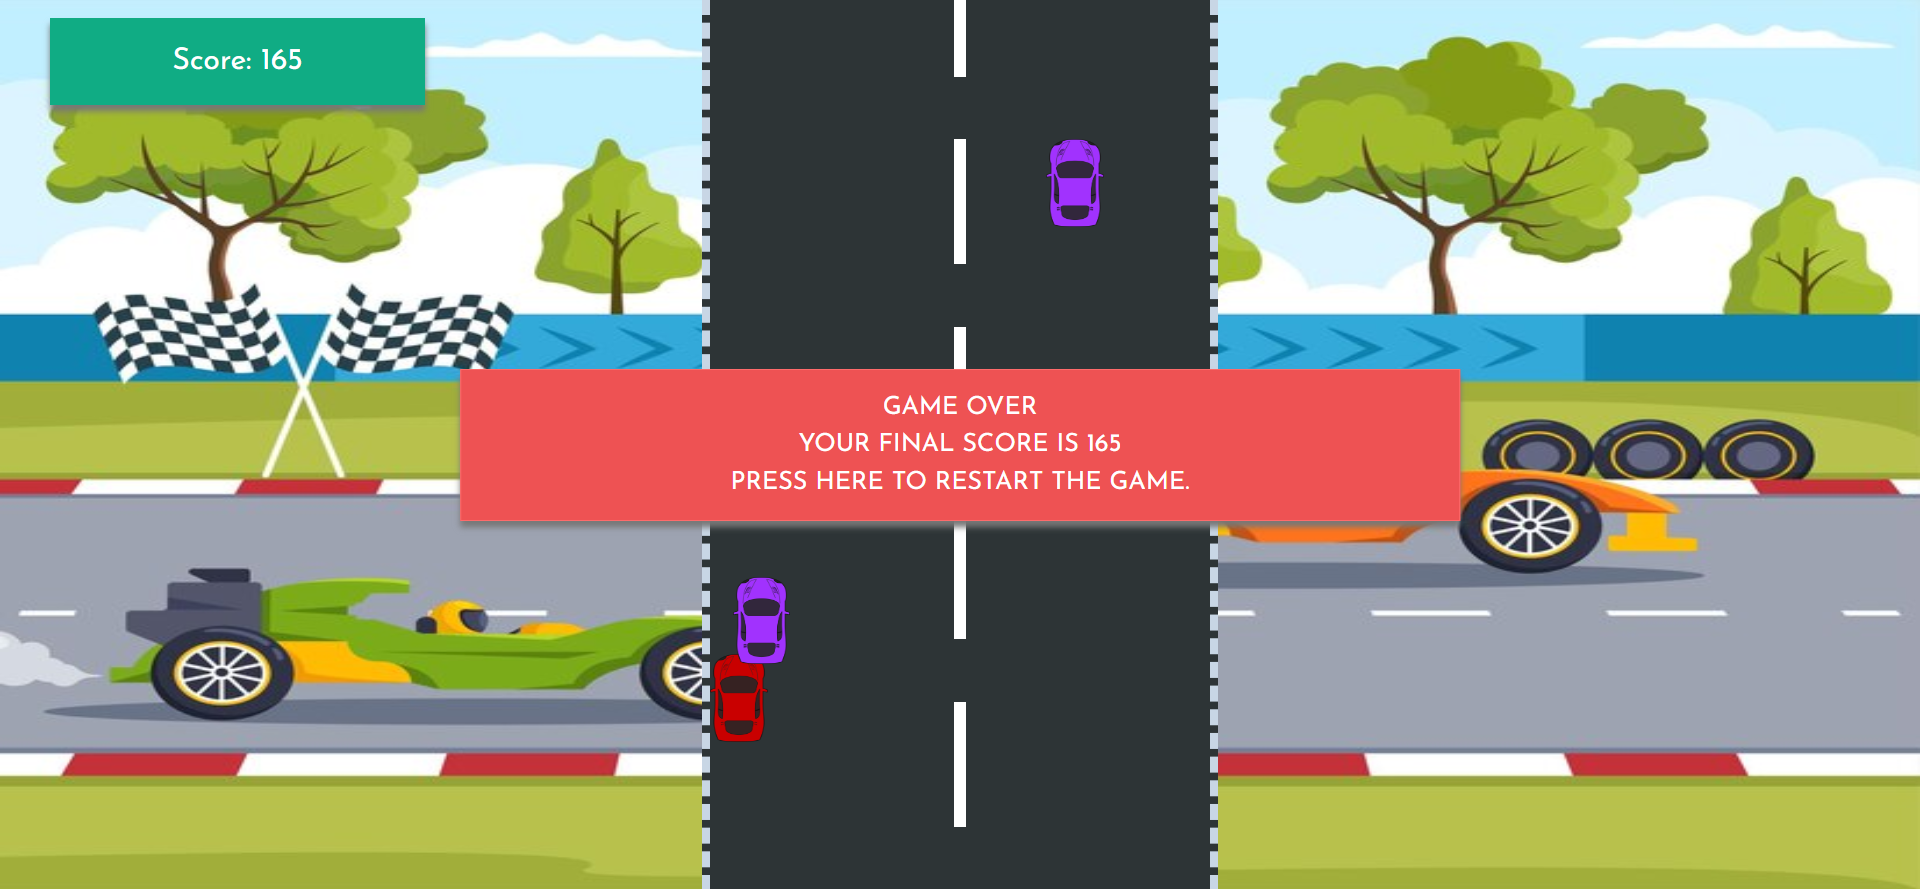 Score: 165
GAME OVER
YOUR FINAL SCORE IS 165
PRESS HERE TO RESTART THE GAME.